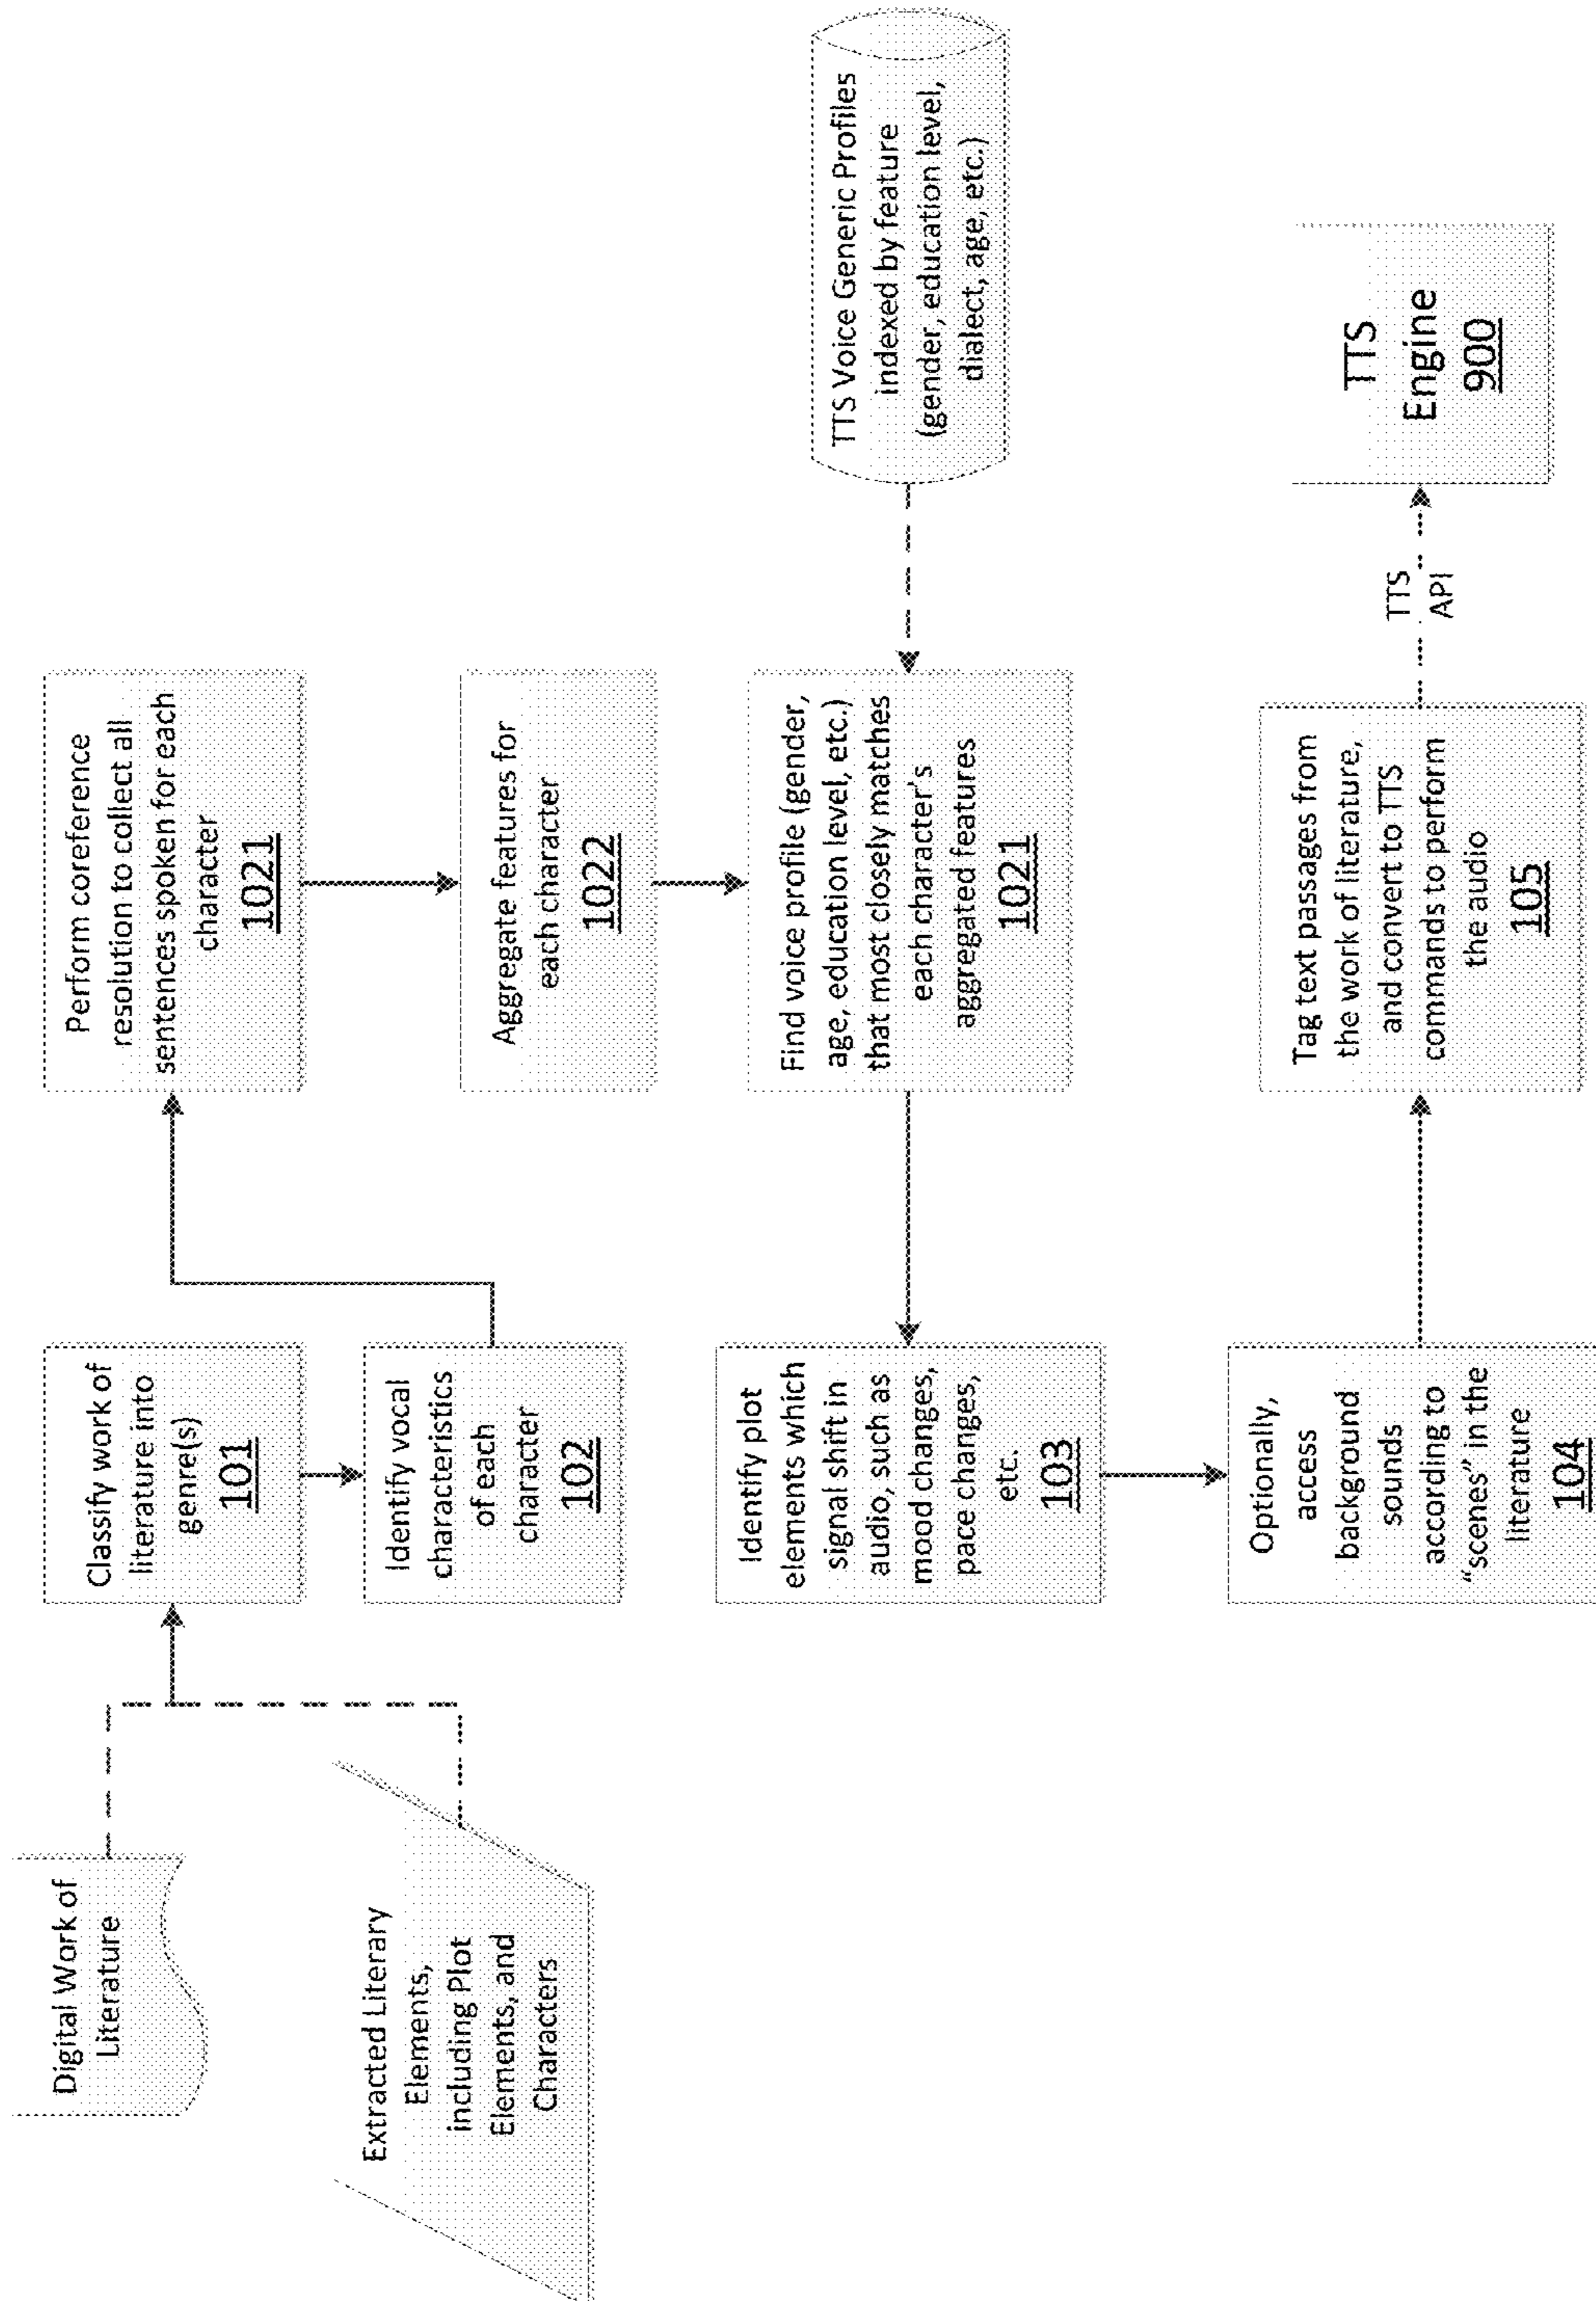 Digital Work of
Literature
Extracted Literary
Elements,
including Plot
Elements, and
Characters
Classify work of
literature into
genre(s)
101
Identify vocal
characteristics
of each
character
102
Perform coreference
resolution to collect all
sentences spoken for each
character
1021
Aggregate features for
each character
1022
Find voice profile (gender,
age, education level, etc.)
that most closely matches
each character's
aggregated features
1021
TTS Voice Generic Profiles
indexed by feature
(gender, education level,
dialect, age, etc.)
Identify plot
elements which
signal shift in
audio, such as
mood changes,
pace changes,
etc.
103
Optionally,
access
background
sounds
according to
“scenes” in the
literature
104
Tag text passages from
the work of literature,
and convert to TTS
commands to perform
the audio
105
TTS
API
TTS
Engine
900